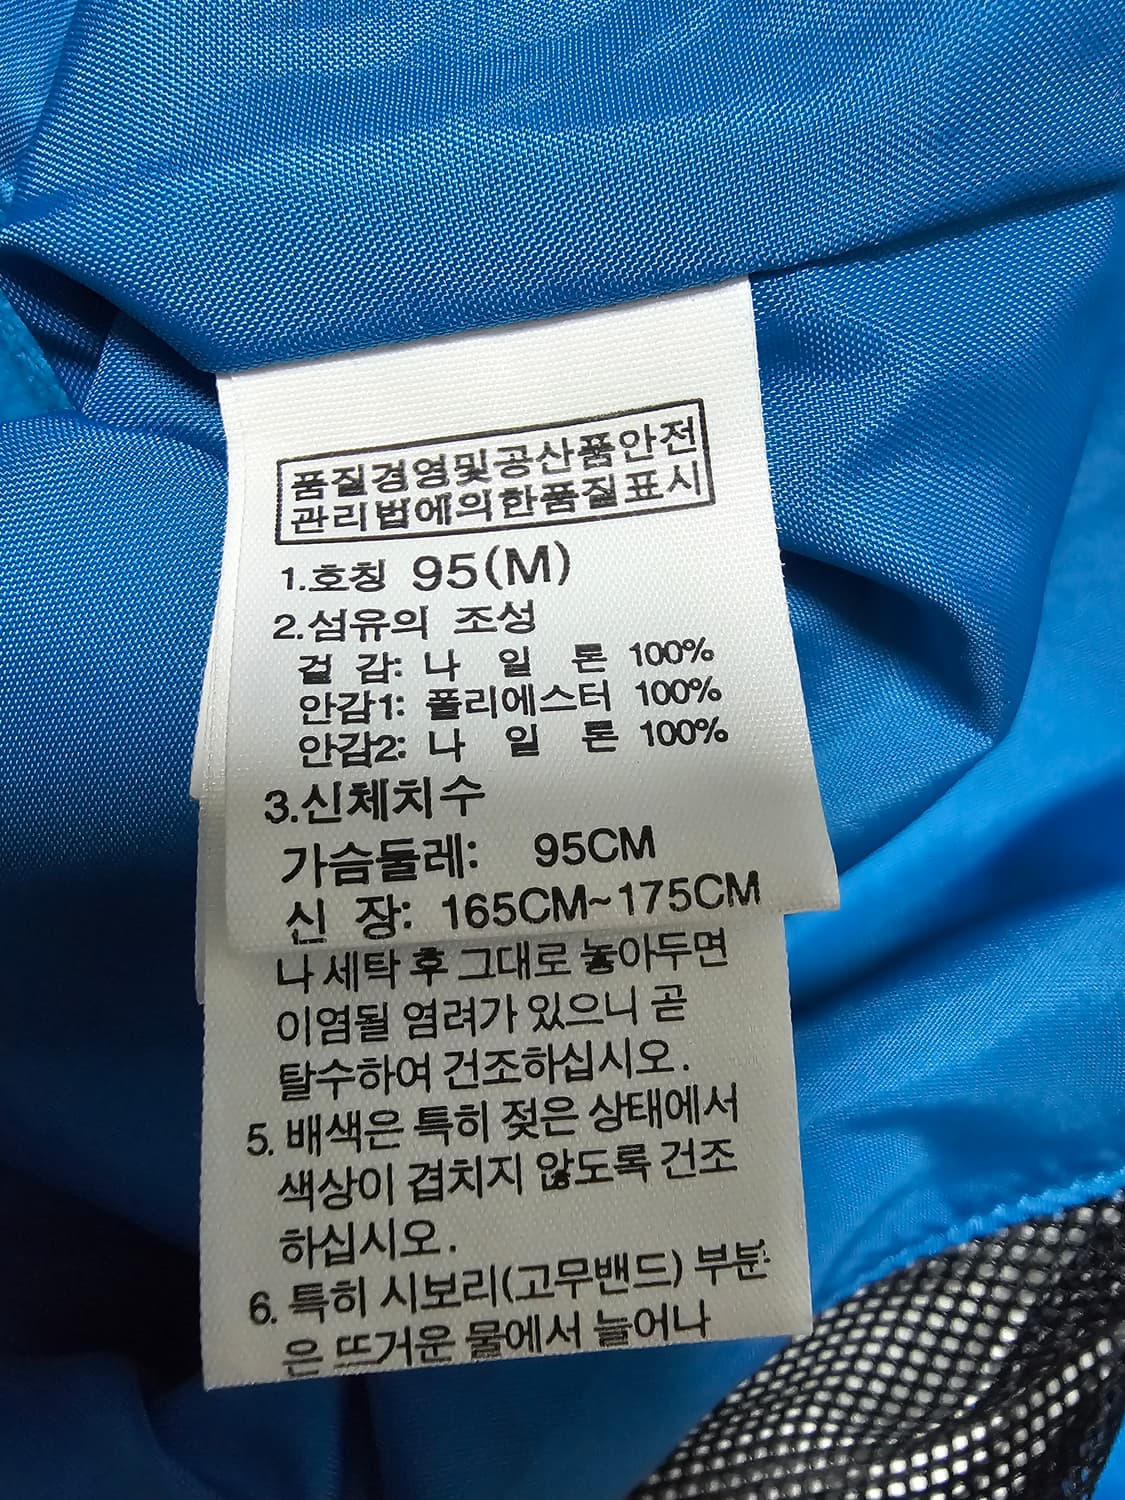 품질경영및공산품안전
관리법에의한품질표시
1.호칭 95(M)
2.섬유의 조성
겉 감: 나 일 론 100%
안감1: 폴리에스터 100%
안감2: 나 일 론 100%
3.신체치수
가슴둘레: 95CM
신 장: 165CM~175CM
나 세탁 후 그대로 놓아두면
이염될 염려가 있으니 곧
탈수하여 건조하십시오.
5. 배색은 특히 젖은 상태에서
색상이 겹치지 않도록 건조
하십시오.
6. 특히 시보리(고무밴드) 부분
은 뜨거운 물에서 늘어나